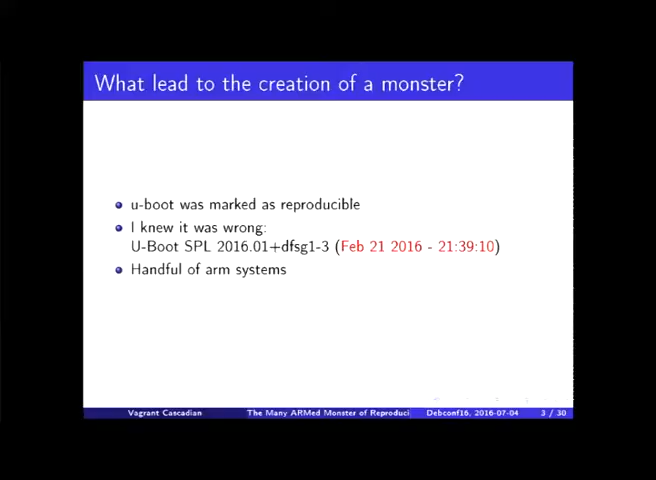 What lead to the creation of a monster?
u-boot was marked as reproducible
I knew it was wrong:
U-Boot SPL 2016.01+dfsg1-3 (Feb 21 2016 - 21:39:10)
Handful of arm systems
Vagrant Cascadian The Many ARMed Monster of Reproduci Debconf16, 2016-07-04 3 / 30